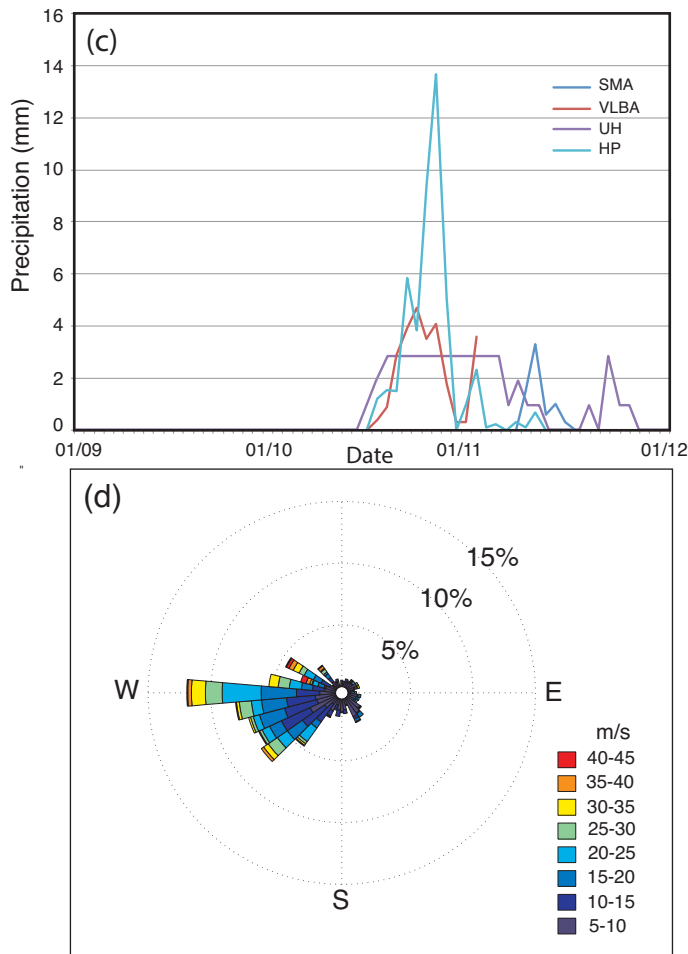 (c)
Precipitation (mm)
16
14
12
10
8
6
4
2
0
SMA
VLBA
UH
HP
01/09
01/10
01/11
01/12
Date
"
(d)
15%
10%
5%
W
E
S
m/s
40-45
35-40
30-35
25-30
20-25
15-20
10-15
5-10